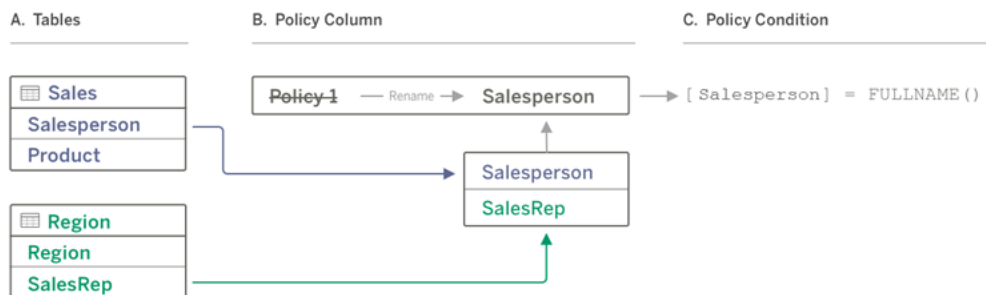 A. Tables
B. Policy Column
C. Policy Condition
Sales
Salesperson
Product
Policy 1
Rename
Salesperson
[Salesperson] = FULLNAME()
Salesperson
SalesRep
Region
Region
SalesRep